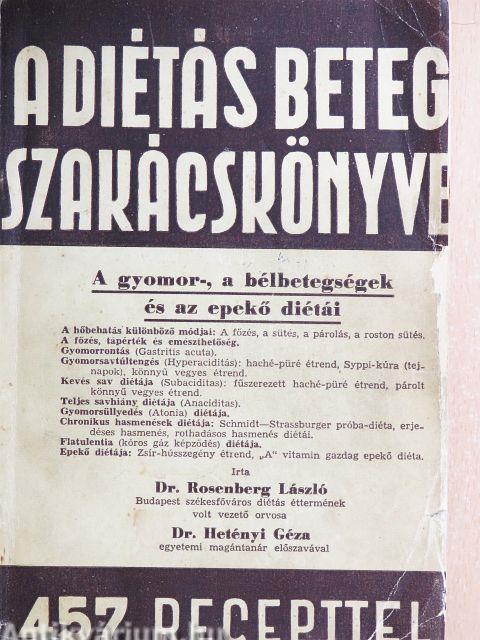 A DIÉTÁS BETEG
SZAKÁCSKÖNYVE
A gyomor-, a bélbetegségek
és az epekő diétái
A hőbehatás különböző módjai: A főzés, a sütés, a párolás, a roston sütés.
A főzés, tápérték és emészthetőség.
Gyomorrontás (Gastritis acuta).
Gyomorsavtúltengés (Hyperaciditás): haché-püré étrend, Syppi-kúra (tej-
napok), könnyű vegyes étrend.
Kevés sav diétája (Subaciditas): fűszerezett haché-püré étrend, párolt
könnyű vegyes étrend.
Teljes savhiány diétája (Anaciditas).
Gyomorsüllyedés (Atonia) diétája.
Chronikus hasmenések diétája: Schmidt—Strassburger próba-diéta, erje-
déses hasmenés, rothadásos hasmenés diétái.
Flatulentia (kóros gáz képződés) diétája.
Epekő diétája: Zsír-hússzegény étrend, „A" vitamin gazdag epekő diéta.
Irta
Dr. Rosenberg László
Budapest székesfőváros diétás éttermének
volt vezető orvosa
Dr. Hetényi Géza
egyetemi magántanár előszavával
457 RECEPTTEL
Antikvárium.hu